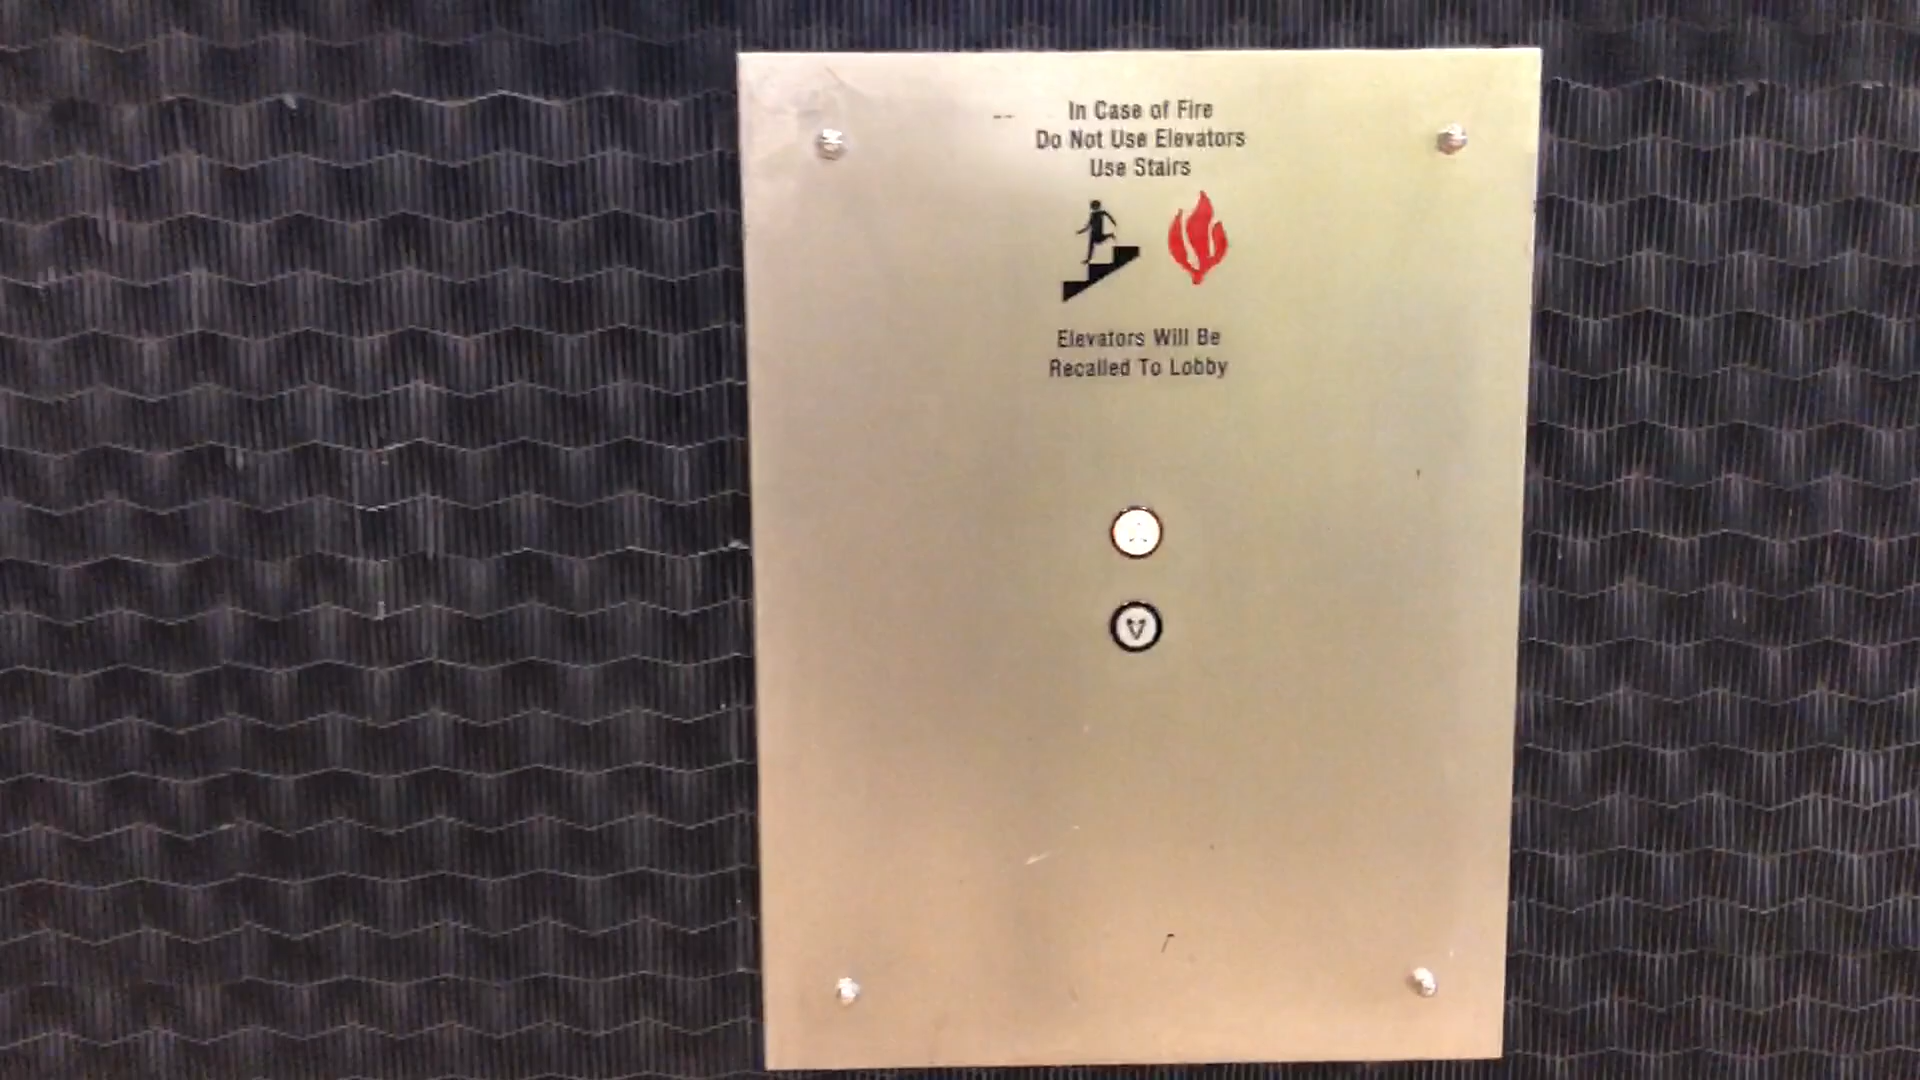 In Case of Fire
Do Not Use Elevators
Use Stairs
Elevators Will Be
Recalled To Lobby